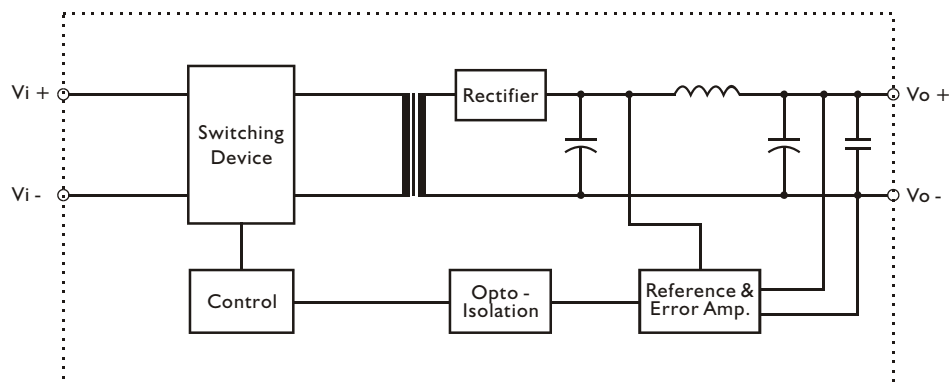 Vi +
Rectifier
Vo +
Switching
Device
Vi -
Vo -
Control
Opto -
Isolation
Reference &
Error Amp.